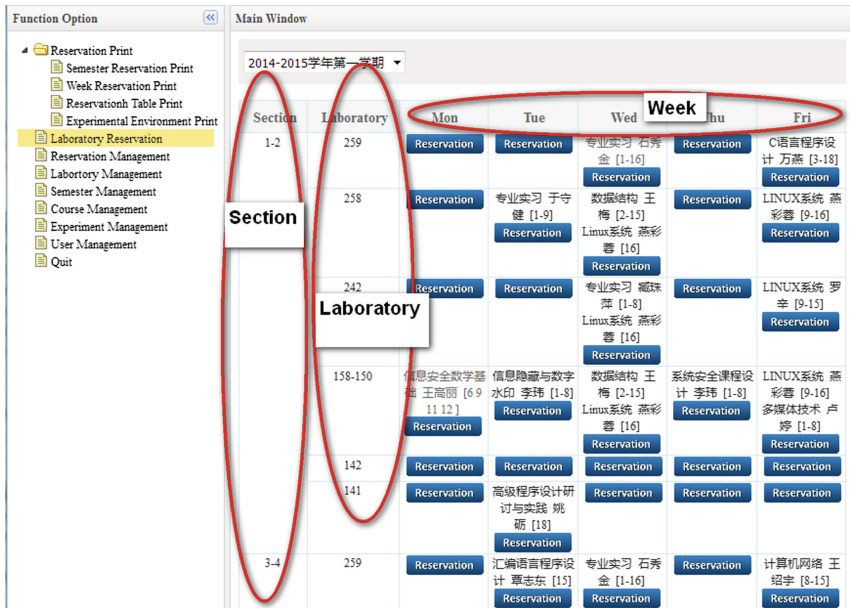 Function Option
Main Window
Reservation Print
Semester Reservation Print
Week Reservation Print
Reservationh Table Print
Experimental Environment Print
Laboratory Reservation
Reservation Management
Labortory Management
Semester Management
Course Management
Experiment Management
User Management
Quit
2014-2015学年第一学期
Week
Section Laboratory Mon Tue Wed Thu Fri
1-2 259 Reservation Reservation 专业实习 石秀 Reservation C语言程序设
金 [1-16] 计 万燕 [3-18]
Reservation Reservation
258 Reservation 专业实习 于守 数据结构 王 Reservation LINUX系统 燕
健 [1-9] 梅 [2-15] 彩蓉 [9-16]
Reservation Linux系统 燕彩 Reservation
蓉 [16]
Reservation
Section
242 Reservation Reservation 专业实习 臧珠 Reservation LINUX系统 罗
萍 [1-8] 辛 [9-15]
Laboratory
Linux系统 燕彩 Reservation
蓉 [16]
Reservation
158-150 信息安全数学基 信息隐藏与数字 数据结构 王 系统安全课程设 LINUX系统 燕
础 王高丽 [6 9 水印 李玮 [1-8] 梅 [2-15] 计 李玮 [1-8] 彩蓉 [9-16]
11 12 ] Reservation Linux系统 燕彩 Reservation 多媒体技术 卢
Reservation 蓉 [16] 婷 [1-8]
Reservation Reservation
142 Reservation Reservation Reservation Reservation Reservation
141 Reservation 高级程序设计研 Reservation Reservation Reservation
讨与实践 姚
砺 [18]
Reservation
3-4 259 Reservation 汇编语言程序设 专业实习 石秀 Reservation 计算机网络 王
计 覃志东 [15] 金 [1-16] 绍宇 [8-15]
Reservation Reservation Reservation